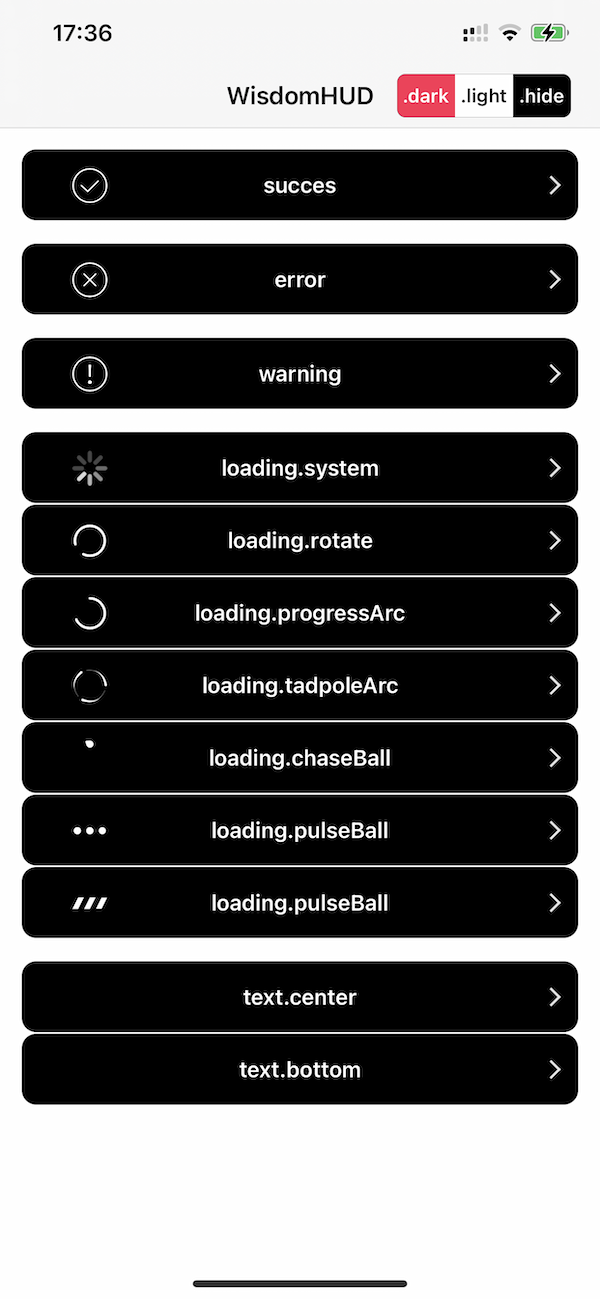 17:36
WisdomHUD .dark .light .hide
succes
error
warning
loading.system
loading.rotate
loading.progressArc
loading.tadpoleArc
loading.chaseBall
loading.pulseBall
loading.pulseBall
text.center
text.bottom